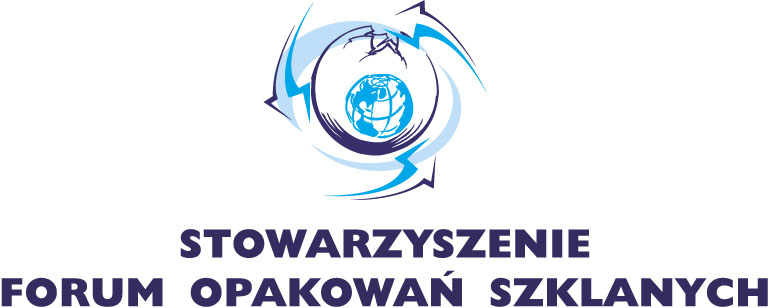 STOWARZYSZENIE
FORUM OPAKOWAŃ SZKLANYCH